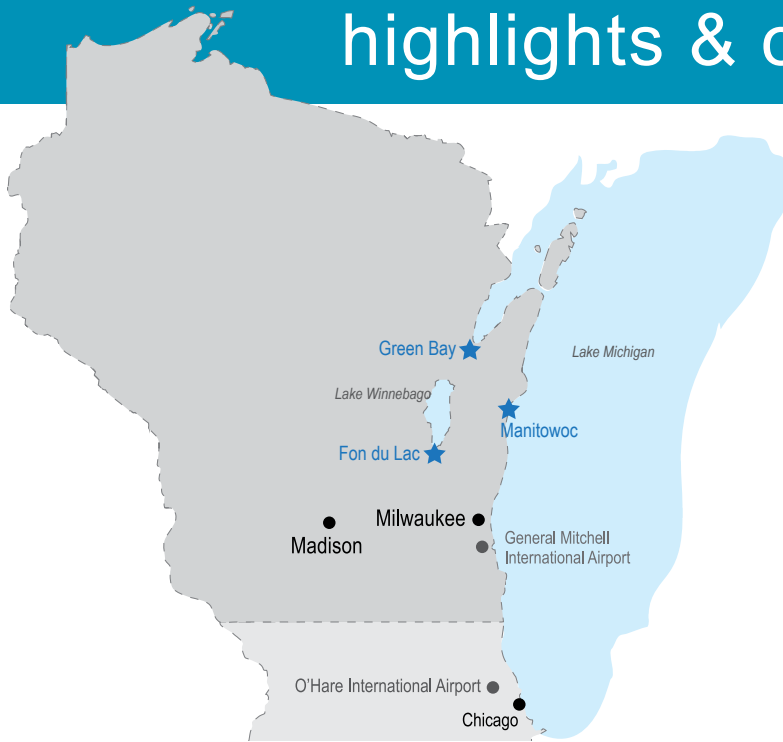 highlights &
Green Bay
Lake Michigan
Lake Winnebago
Manitowoc
Fon du Lac
Milwaukee
Madison
General Mitchell
International Airport
O'Hare International Airport
Chicago